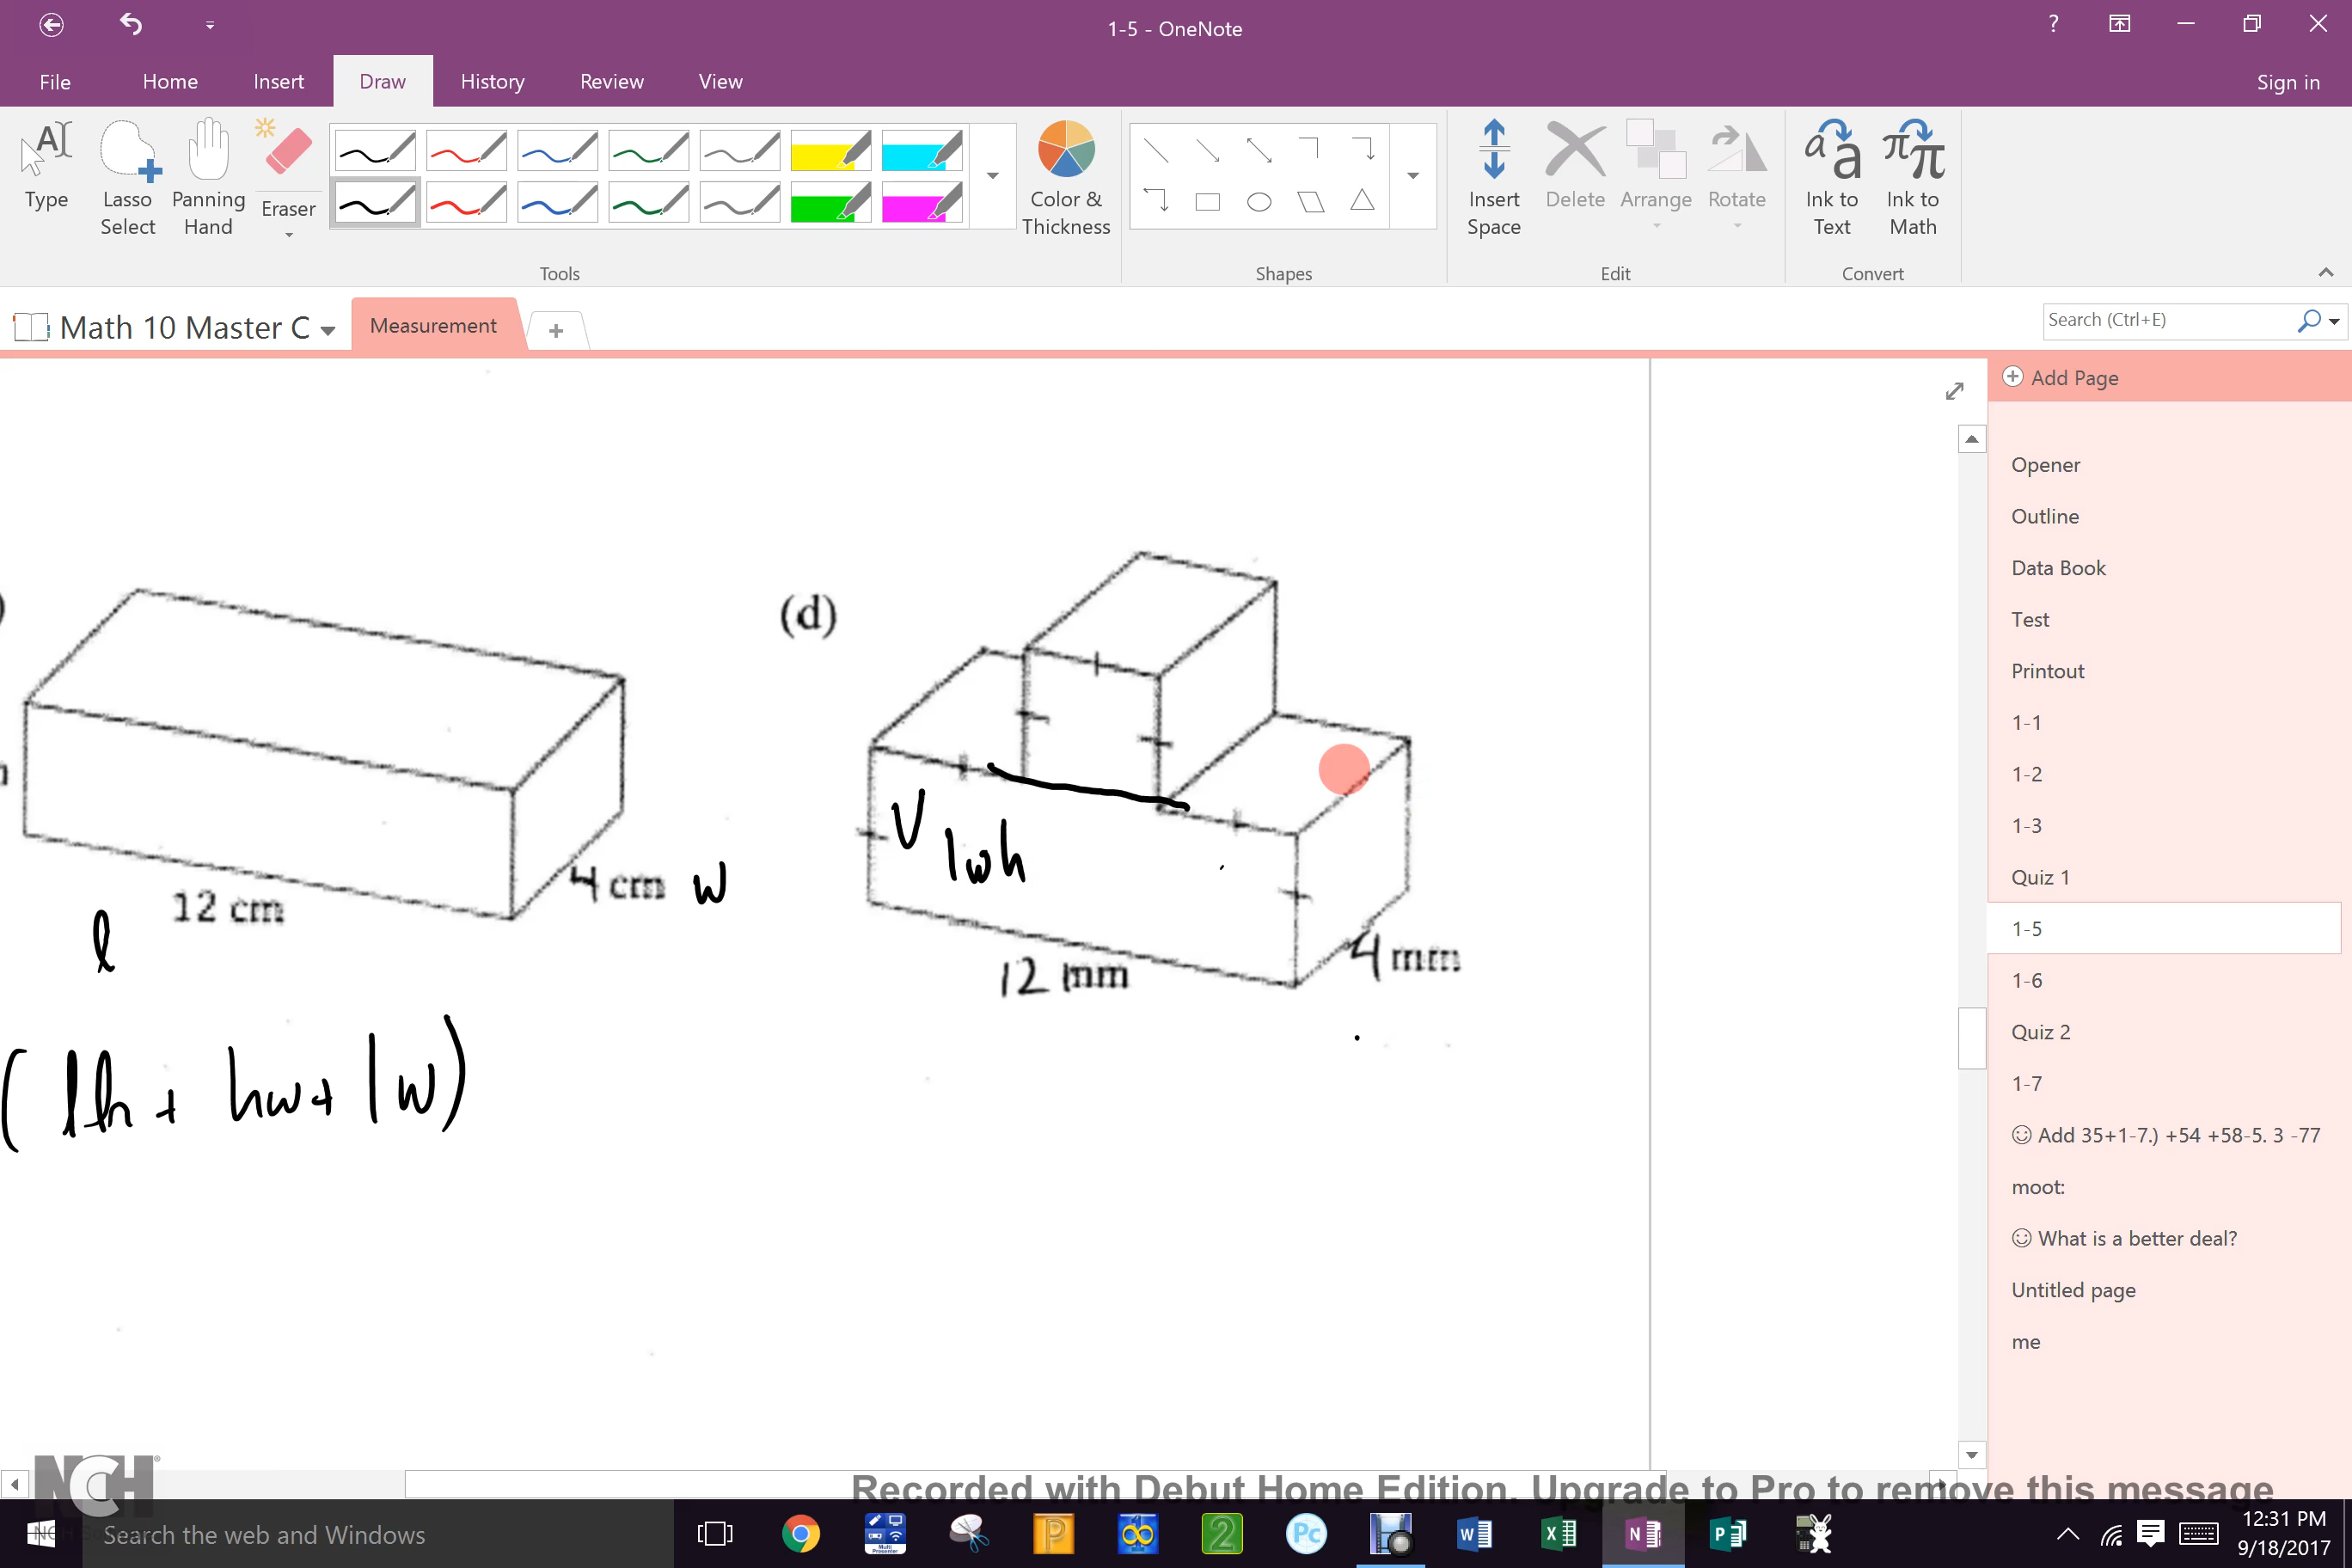 1-5 - OneNote
?
File Home Insert Draw History Review View
Sign in
Type
Lasso Select
Panning Hand
Eraser
Color & Thickness
Insert Space
Delete
Arrange
Rotate
Ink to Text
Ink to Math
Tools
Shapes
Edit
Convert
Math 10 Master C
Measurement
Search (Ctrl+E)
Add Page
Opener
Outline
Data Book
Test
Printout
1-1
1-2
1-3
Quiz 1
1-5
1-6
Quiz 2
1-7
Add 35+1-7.) +54 +58-5. 3 -77
moot:
What is a better deal?
Untitled page
me
(d)
12 cm
4 cm w
l
V lwh
12 mm
4 mm
( lh + hw + lw)
NCH
Recorded with Debut Home Edition. Upgrade to Pro to remove this message
Search the web and Windows
12:31 PM
9/18/2017